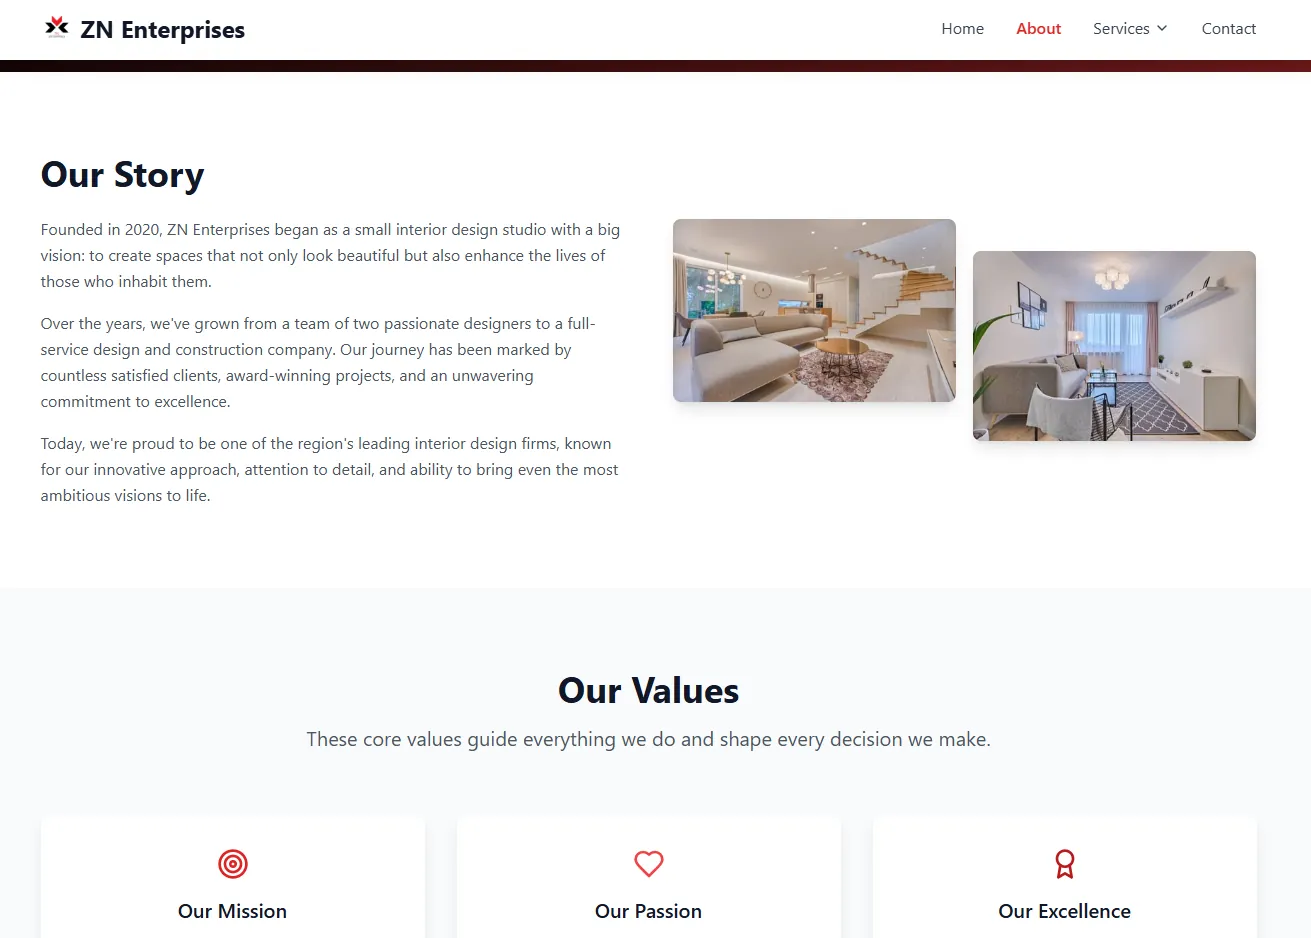 ZN Enterprises
Home
About
Services
Contact
Our Story
Founded in 2020, ZN Enterprises began as a small interior design studio with a big
vision: to create spaces that not only look beautiful but also enhance the lives of
those who inhabit them.
Over the years, we've grown from a team of two passionate designers to a full-
service design and construction company. Our journey has been marked by
countless satisfied clients, award-winning projects, and an unwavering
commitment to excellence.
Today, we're proud to be one of the region's leading interior design firms, known
for our innovative approach, attention to detail, and ability to bring even the most
ambitious visions to life.
Our Values
These core values guide everything we do and shape every decision we make.
Our Mission
Our Passion
Our Excellence